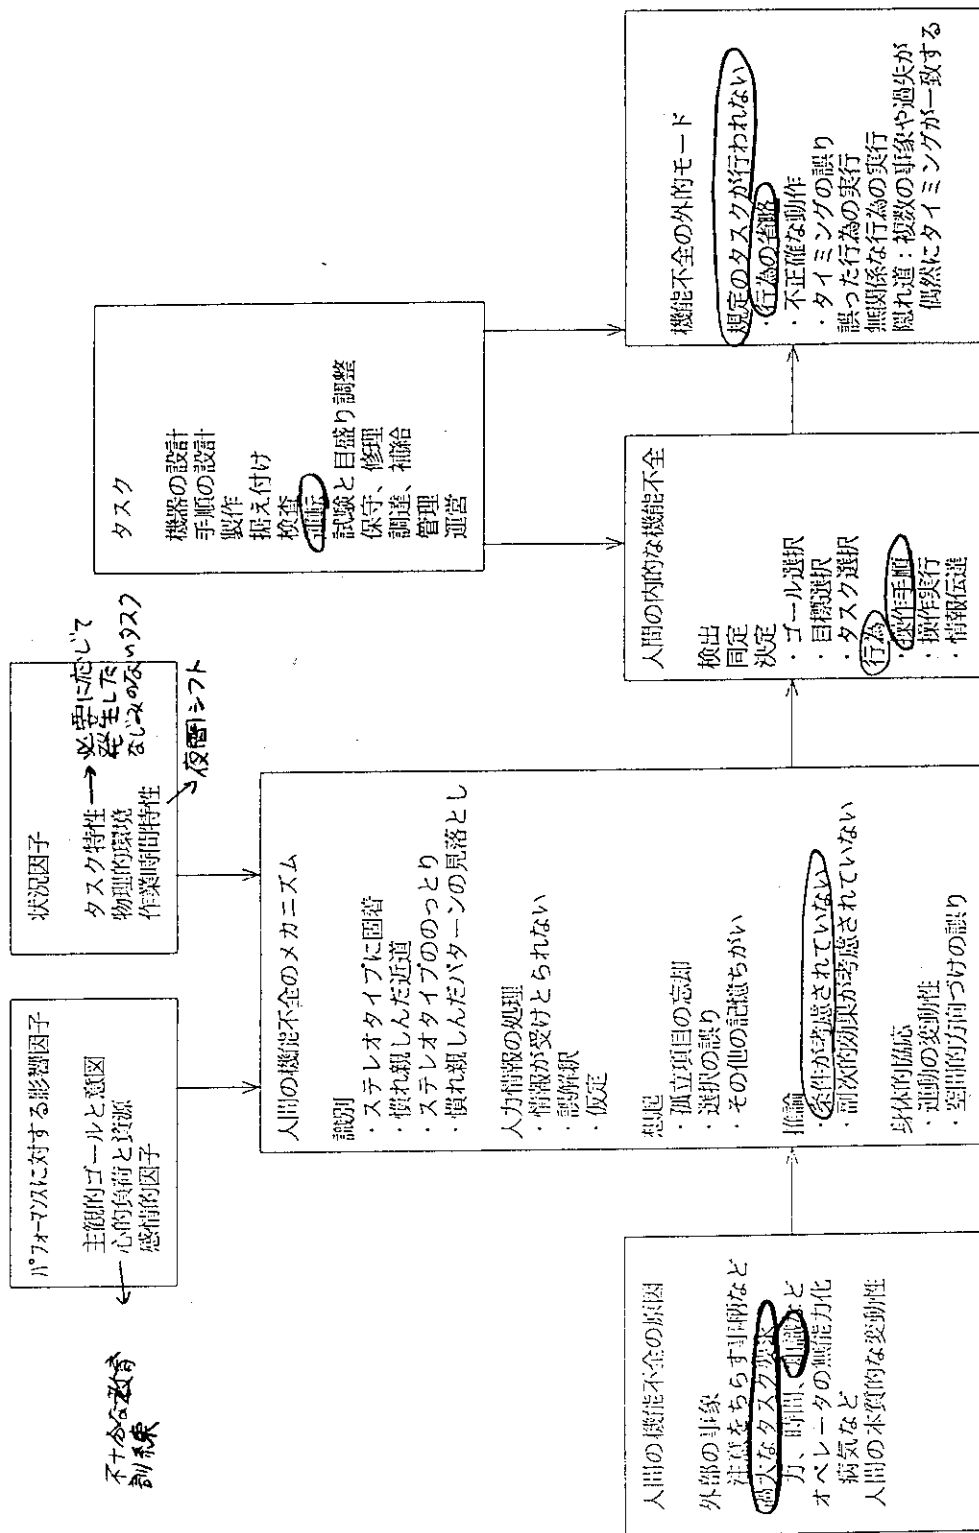 パフォーマンスに対する影響因子
主観的ゴールと意図
心的負荷と資源
感情的因子
不十分な教育
訓練
状況因子
タスク特性
物理的環境
作業時間特性
必要に応じて
発生した
なじみのないタスク
夜間シフト
タスク
機器の設計
手順の設計
製作
据え付け
検査
運転
試験と目盛り調整
保守、修理
調達、補給
管理
運営
人間の機能不全の原因
外部の事象
注意をちらす事柄など
過大なタスク要求
力、時間、知識など
オペレータの無能力化
病気など
人間の本質的な変動性
人間の機能不全のメカニズム
識別
・ステレオタイプに固着
・慣れ親しんだ近道
・ステレオタイプののっとり
・慣れ親しんだパターンの見落とし
入力情報の処理
・情報が受けとられない
・誤解釈
・仮定
想起
・孤立項目の忘却
・選択の誤り
・その他の記憶ちがい
推論
・条件が考慮されていない
・副次的効果が考慮されていない
身体的協応
・運動の変動性
・空間的方向づけの誤り
人間の内的な機能不全
検出
同定
決定
・ゴール選択
・目標選択
・タスク選択
行為
・操作手順
・操作実行
・情報伝達
機能不全の外的モード
規定のタスクが行われない
・行為の省略
・不正確な動作
・タイミングの誤り
誤った行為の実行
無関係な行為の実行
隠れ道：複数の事象や過失が
偶然にタイミングが一致する